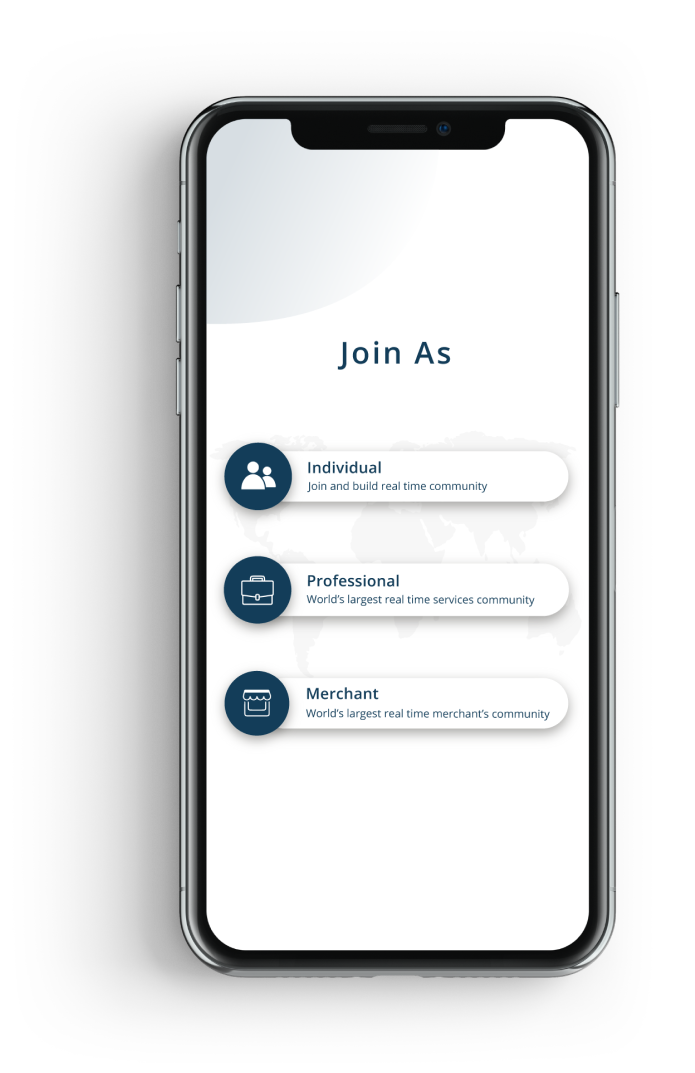 Join As
Individual
Join and build real time community
Professional
World's largest real time services community
Merchant
World's largest real time merchant's community